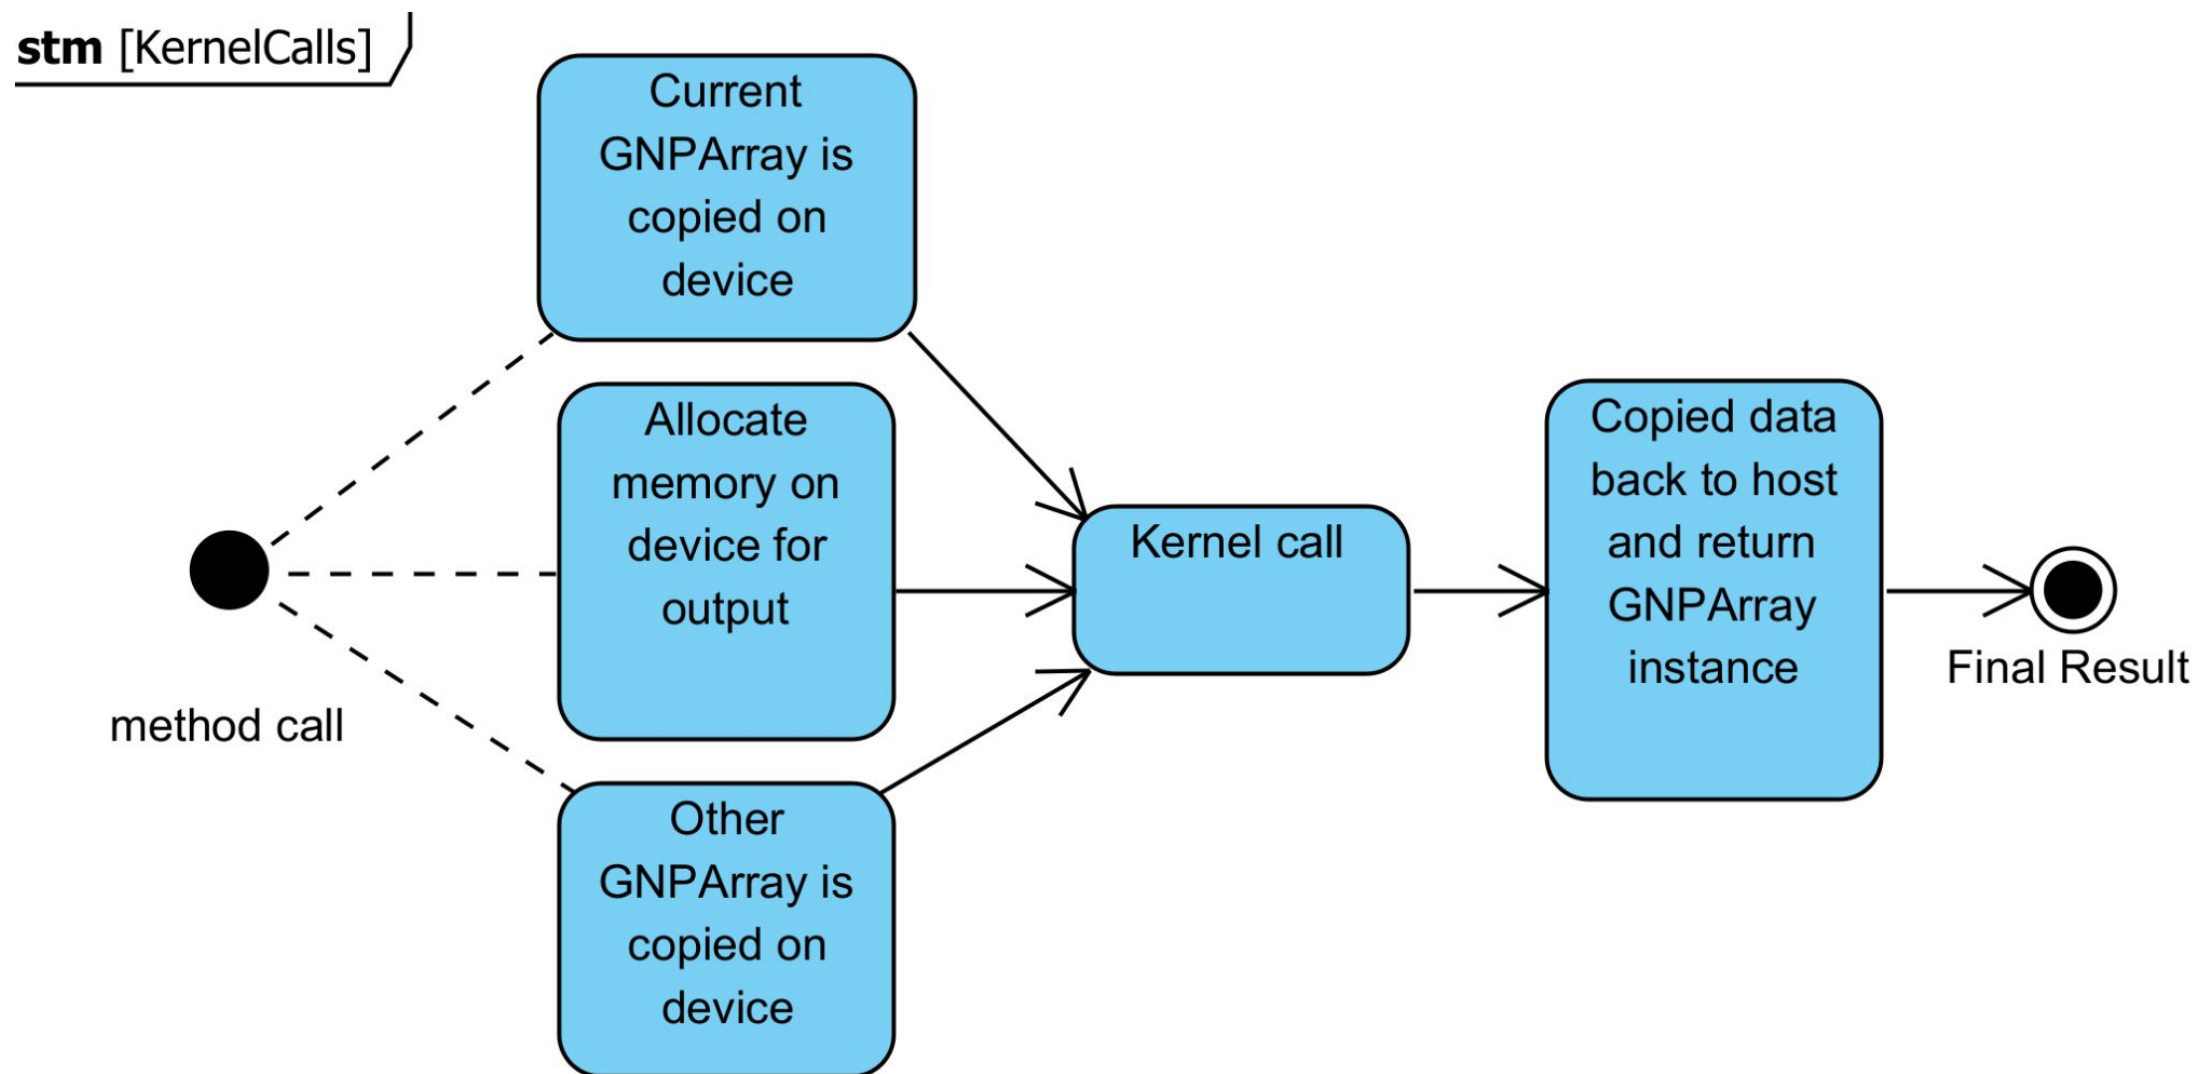 stm [KernelCalls]
Current
GNPArray is
copied on
device
Allocate
memory on
device for
output
Other
GNPArray is
copied on
device
method call
Kernel call
Copied data
back to host
and return
GNPArray
instance
Final Result